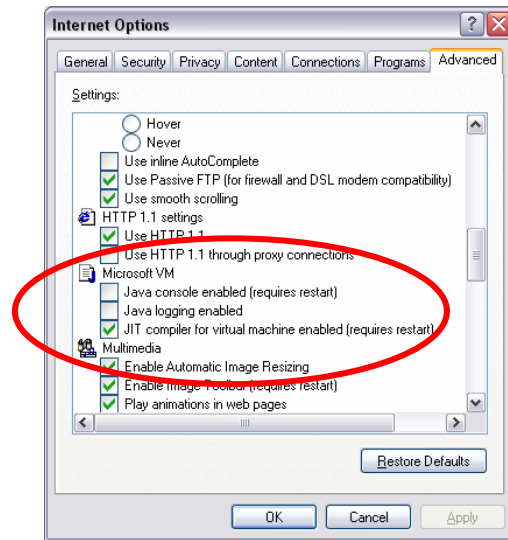 Internet Options
General Security Privacy Content Connections Programs Advanced
Settings:
Hover
Never
Use inline AutoComplete
Use Passive FTP (for firewall and DSL modem compatibility)
Use smooth scrolling
HTTP 1.1 settings
Use HTTP 1.1
Use HTTP 1.1 through proxy connections
Microsoft VM
Java console enabled (requires restart)
Java logging enabled
JIT compiler for virtual machine enabled (requires restart)
Multimedia
Enable Automatic Image Resizing
Enable Image Toolbar (requires restart)
Play animations in web pages
Restore Defaults
OK Cancel Apply